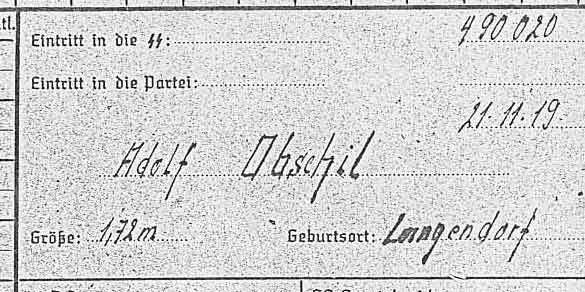 Eintritt in die ᛋᛋ: 490 020
Eintritt in die Partei:
21.11.19.
Adolf Obschil
Größe: 1,72m Geburtsort: Langendorf